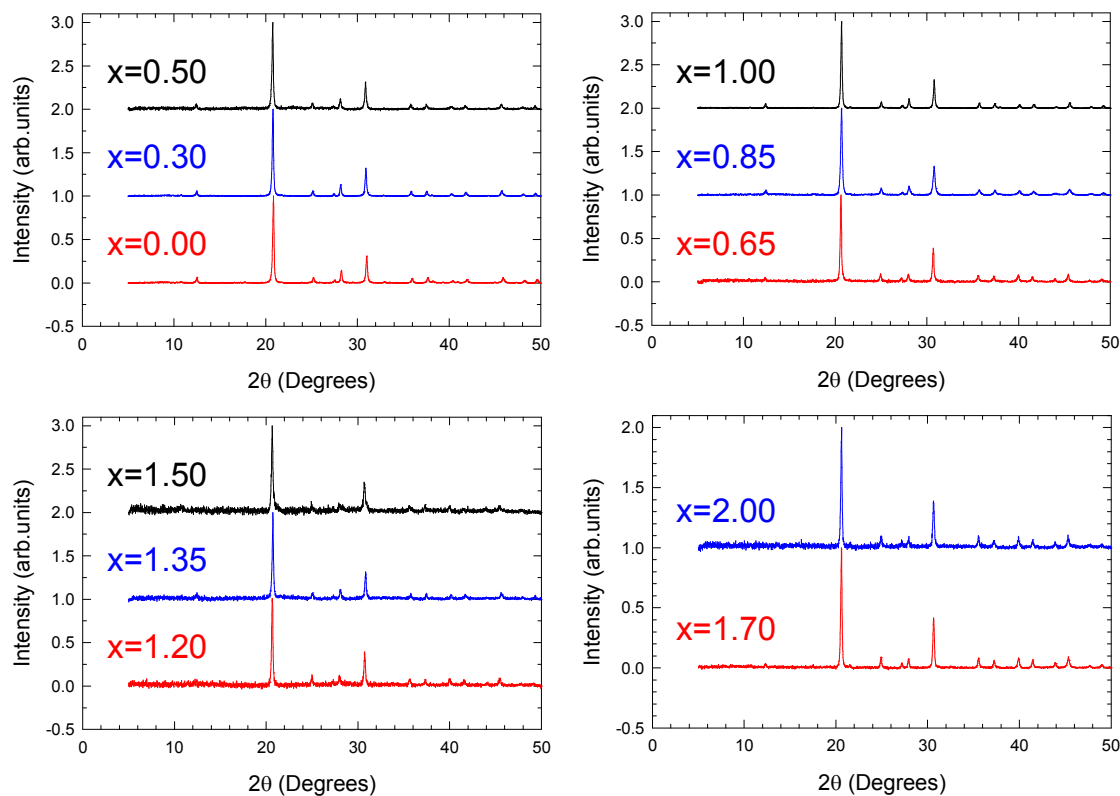 Intensity (arb.units)
3.0
2.5
2.0
1.5
1.0
0.5
0.0
-0.5
x=0.50
x=0.30
x=0.00
0 10 20 30 40 50
2θ (Degrees)
Intensity (arb.units)
3.0
2.5
2.0
1.5
1.0
0.5
0.0
-0.5
x=1.00
x=0.85
x=0.65
0 10 20 30 40 50
2θ (Degrees)
Intensity (arb.units)
3.0
2.5
2.0
1.5
1.0
0.5
0.0
-0.5
x=1.50
x=1.35
x=1.20
0 10 20 30 40 50
2θ (Degrees)
Intensity (arb.units)
2.0
1.5
1.0
0.5
0.0
-0.5
x=2.00
x=1.70
0 10 20 30 40 50
2θ (Degrees)